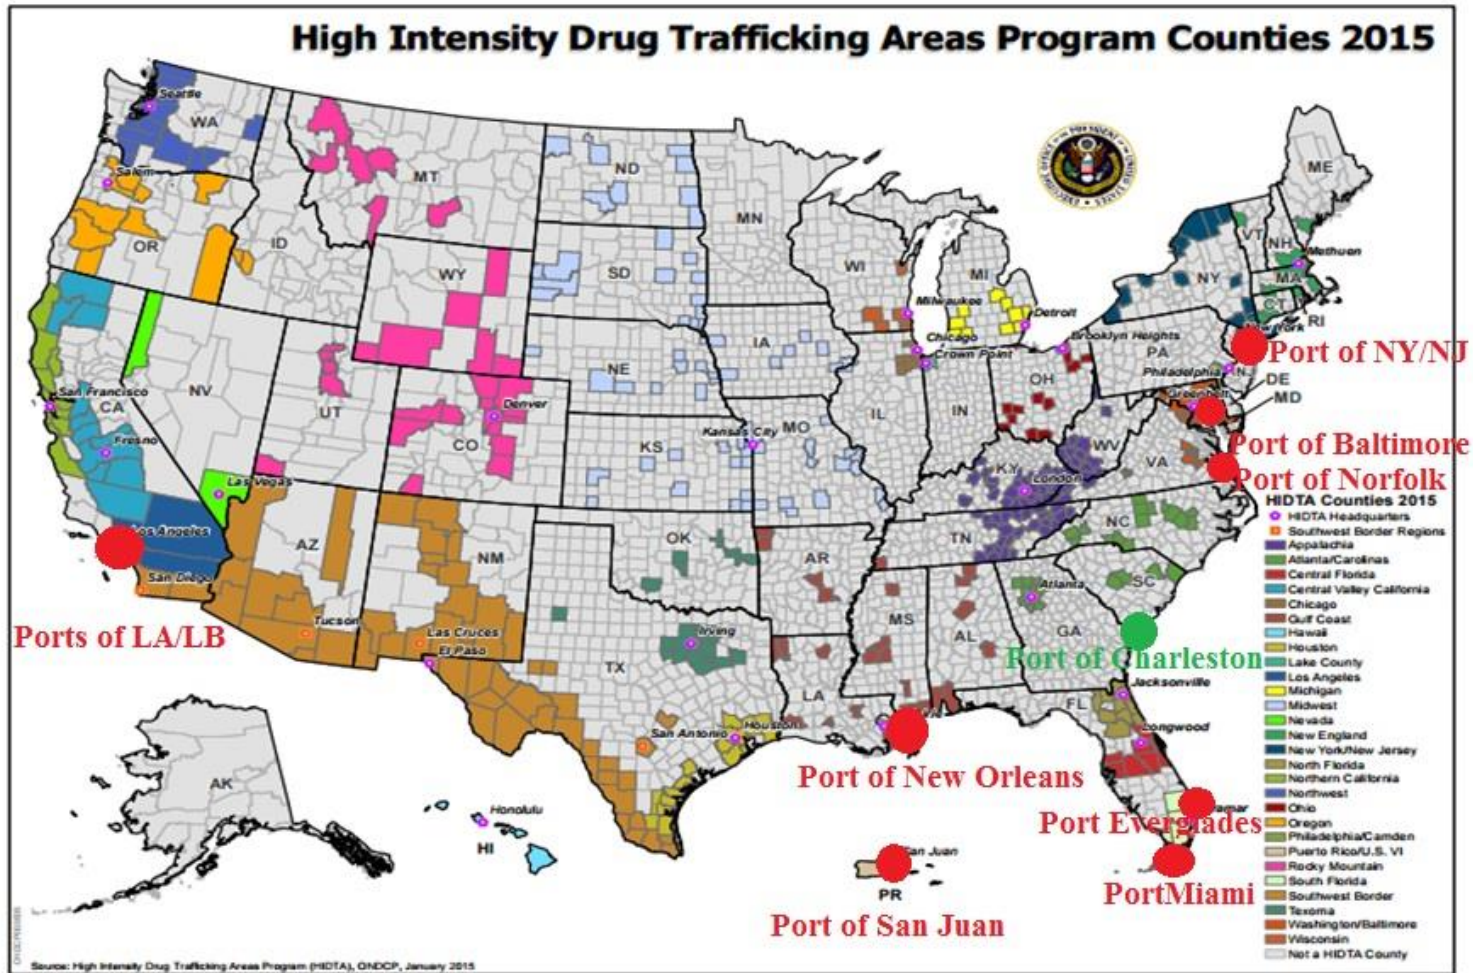 High Intensity Drug Trafficking Areas Program Counties 2015
Seattle
WA
Salem
OR
ID
MT
ND
MN
WI
MI
ME
VT
NH
Methuen
MA
NY
CT
RI
New York
Port of NY/NJ
WY
SD
IA
NE
Milwaukee
Detroit
Chicago
Crown Point
Brooklyn Heights
PA
Philadelphia
NJ
DE
MD
Greenbelt
Port of Baltimore
Port of Norfolk
San Francisco
CA
NV
UT
Denver
CO
KS
Kansas City
MO
IL
IN
OH
WV
VA
KY
London
Fresno
Las Vegas
Los Angeles
San Diego
Ports of LA/LB
AZ
NM
OK
AR
TN
NC
SC
Tucson
Las Cruces
El Paso
Irving
TX
MS
AL
GA
Atlanta
Port of Charleston
Jacksonville
LA
FL
Longwood
San Antonio
Houston
Port of New Orleans
Port Everglades
PortMiami
AK
Honolulu
HI
San Juan
PR
Port of San Juan
HIDTA Counties 2015
HIDTA Headquarters
Southwest Border Regions
Appalachia
Atlanta/Carolinas
Central Florida
Central Valley California
Chicago
Gulf Coast
Hawaii
Houston
Lake County
Los Angeles
Michigan
Midwest
Nevada
New England
New York/New Jersey
North Florida
Northern California
Northwest
Ohio
Oregon
Philadelphia/Camden
Puerto Rico/U.S. VI
Rocky Mountain
South Florida
Southwest Border
Texoma
Washington/Baltimore
Wisconsin
Not a HIDTA County
Source: High Intensity Drug Trafficking Areas Program (HIDTA), ONDCP, January 2015